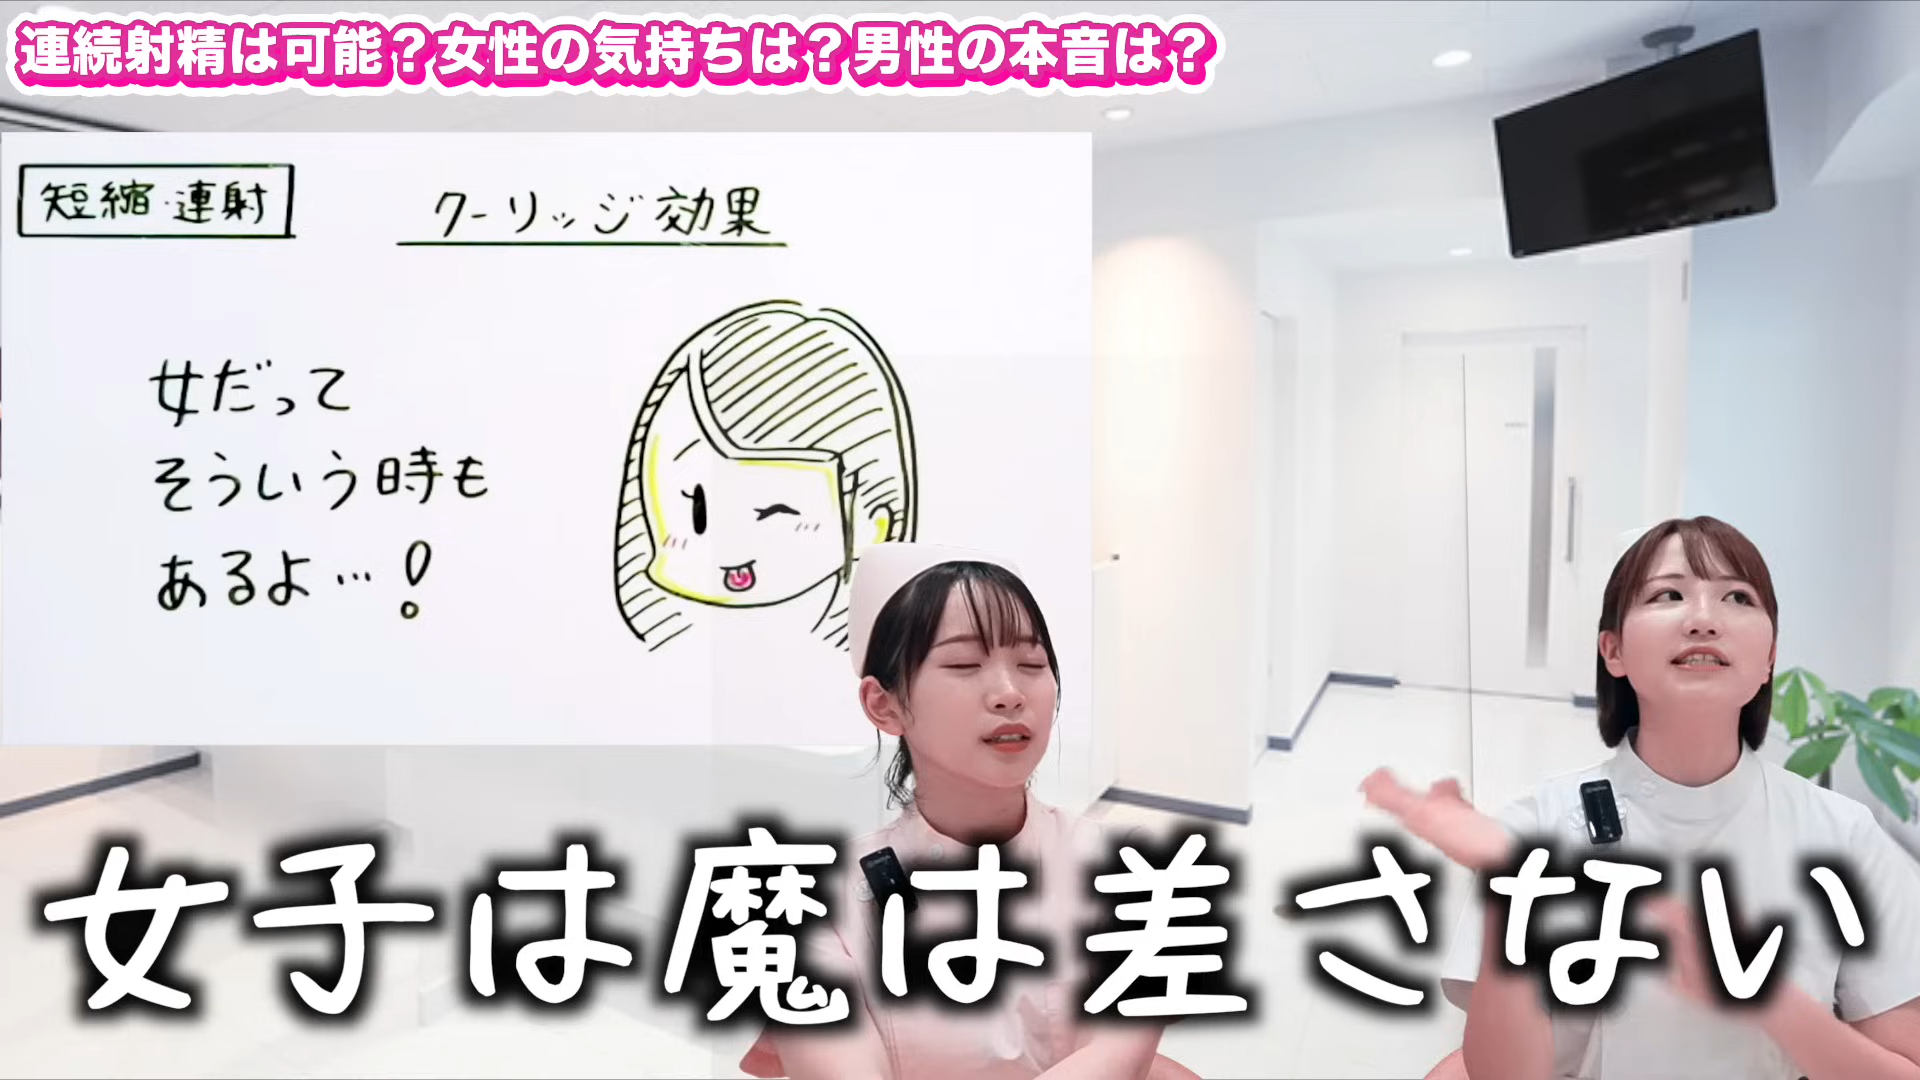 連続射精は可能？女性の気持ちは？男性の本音は？
短縮・連射
クーリッジ効果
女だって
そういう時も
あるよ…！
女子は魔は差さない